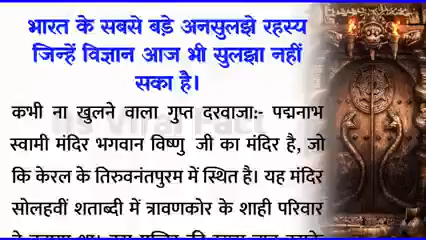 भारत के सबसे बड़े अनसुलझे रहस्य
जिन्हें विज्ञान आज भी सुलझा नहीं
सका है।
कभी ना खुलने वाला गुप्त दरवाजा:- पद्मनाभ
स्वामी मंदिर भगवान विष्णु जी का मंदिर है, जो
कि केरल के तिरुवनंतपुरम में स्थित है। यह मंदिर
सोलहवीं शताब्दी में त्रावणकोर के शाही परिवार